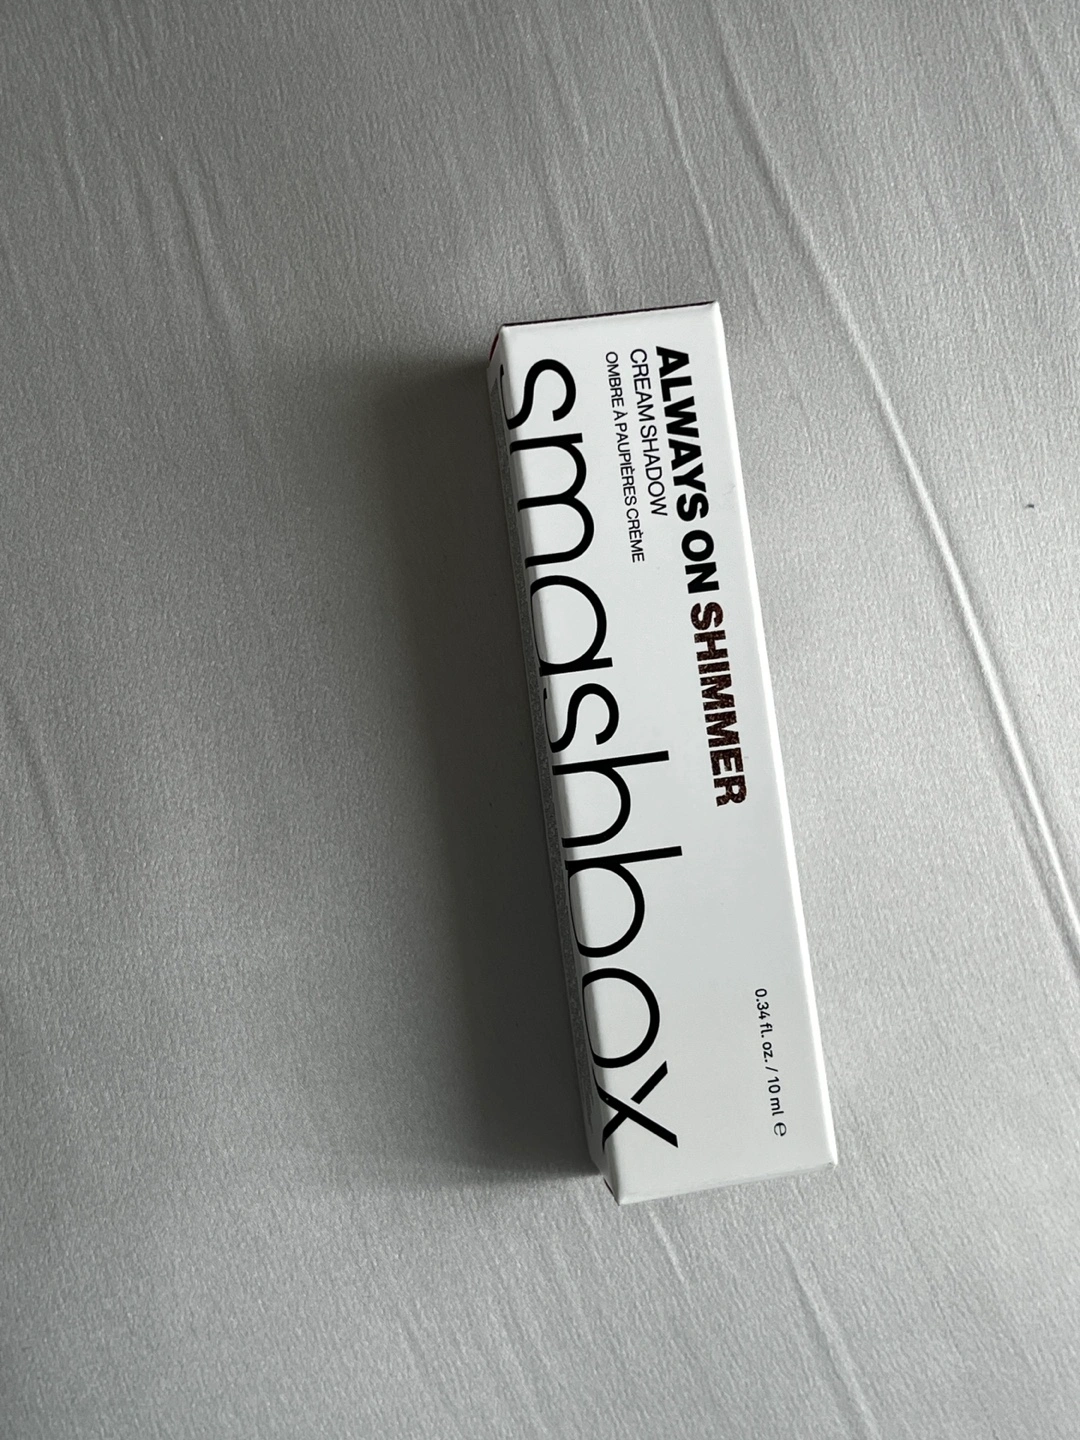 ALWAYS ON SHIMMER
CREAM SHADOW
OMBRE À PAUPIÈRES CRÈME
smashbox
0.34 fl. oz. / 10 ml ℮